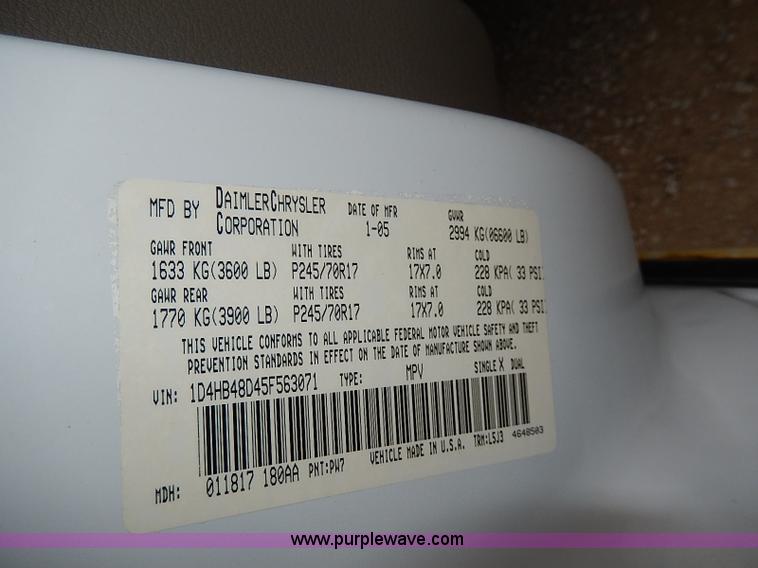 MFD BY DAIMLERCHRYSLER CORPORATION DATE OF MFR 1-05 GVWR 2994 KG(06600 LB)
GAWR FRONT WITH TIRES RIMS AT COLD
1633 KG(3600 LB) P245/70R17 17X7.0 228 KPA( 33 PSI
GAWR REAR WITH TIRES RIMS AT COLD
1770 KG(3900 LB) P245/70R17 17X7.0 228 KPA( 33 PSI
THIS VEHICLE CONFORMS TO ALL APPLICABLE FEDERAL MOTOR VEHICLE SAFETY AND THEFT
PREVENTION STANDARDS IN EFFECT ON THE DATE OF MANUFACTURE SHOWN ABOVE.
VIN: 1D4HB48D45F563071 TYPE: MPV SINGLE X DUAL
MDH: 011817 180AA PNT:PW7 VEHICLE MADE IN U.S.A. TRM:L5J3 4648503
www.purplewave.com